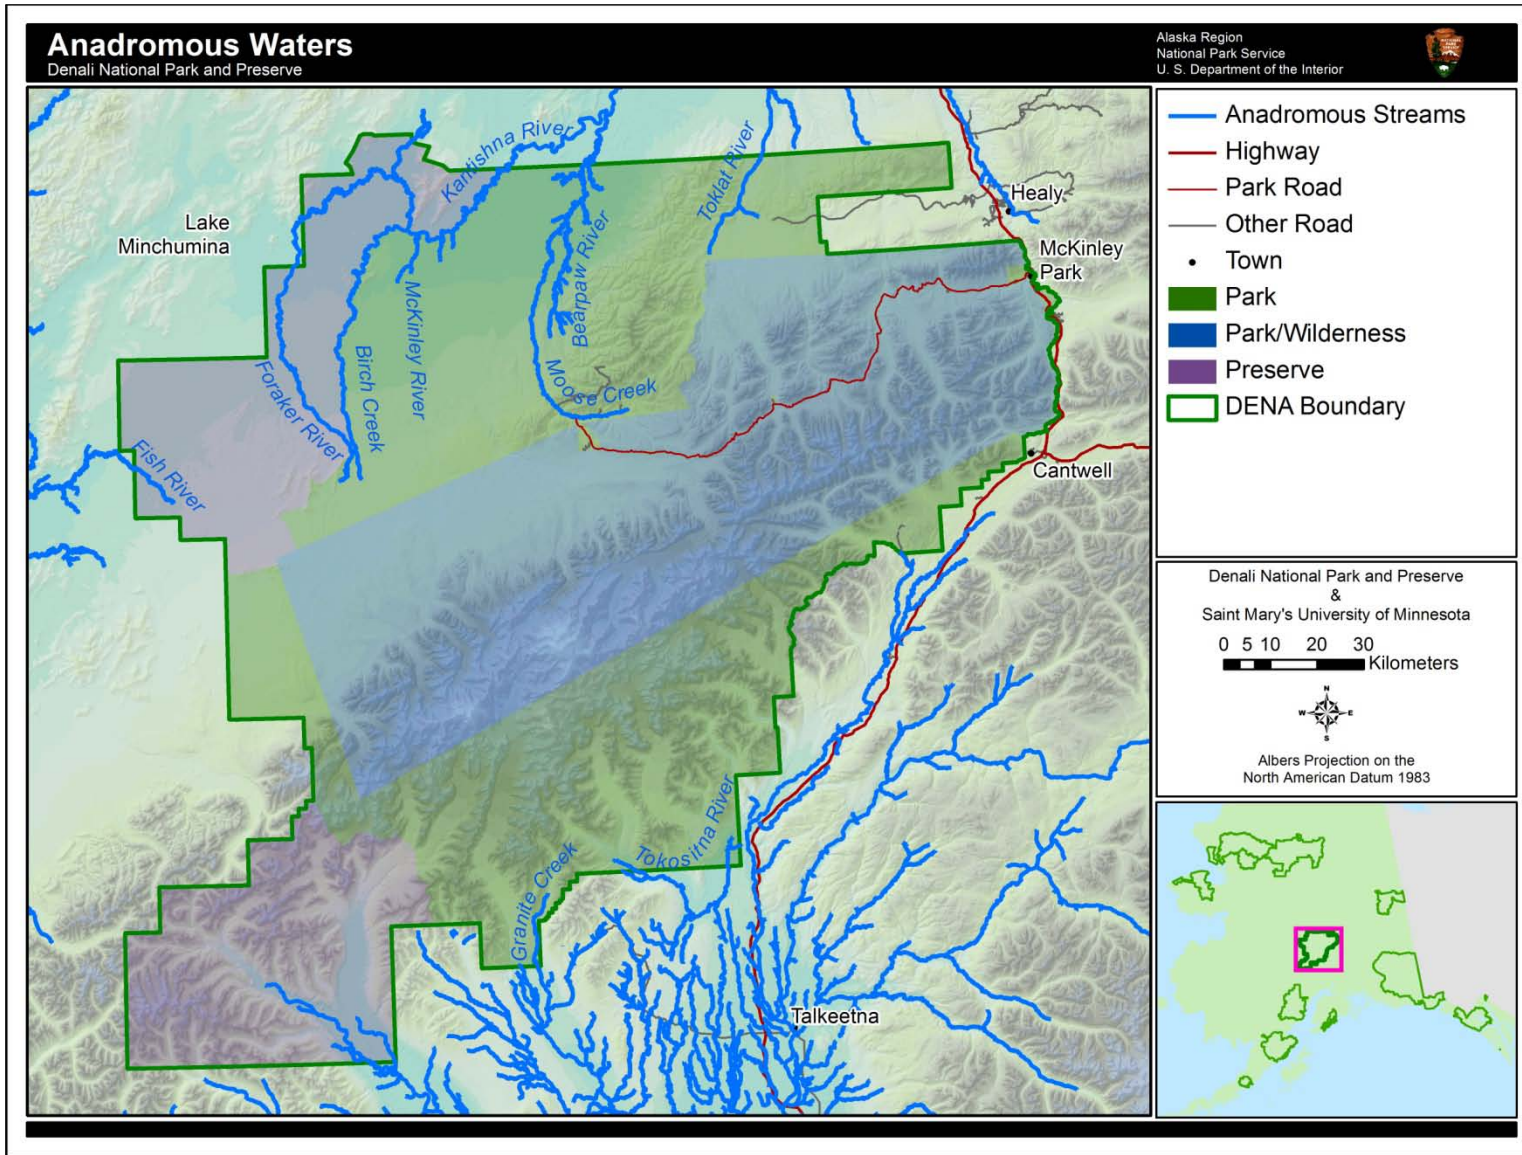 Anadromous Waters
Denali National Park and Preserve
Alaska Region
National Park Service
U. S. Department of the Interior
Kantishna River
Toklat River
Healy
Lake
Minchumina
Bearpaw River
McKinley
Park
McKinley River
Birch Creek
Foraker River
Moose Creek
Fish River
Cantwell
Tokositna River
Granite Creek
Talkeetna
Anadromous Streams
Highway
Park Road
Other Road
Town
Park
Park/Wilderness
Preserve
DENA Boundary
Denali National Park and Preserve
&
Saint Mary's University of Minnesota
0 5 10 20 30
Kilometers
N
W E
S
Albers Projection on the
North American Datum 1983